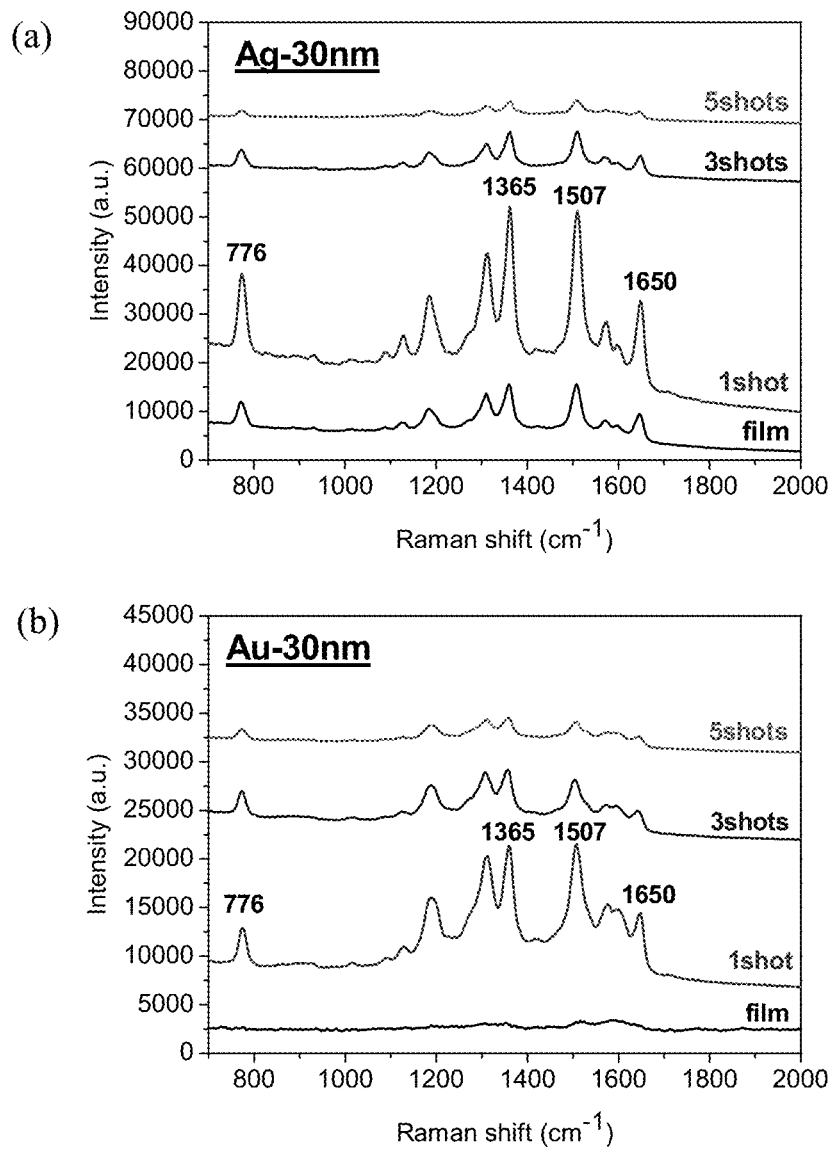 (a)
Ag-30nm
90000
80000
70000
60000
50000
40000
30000
20000
10000
0
Intensity (a.u.)
5shots
3shots
1365
1507
776
1650
1shot
film
800
1000
1200
1400
1600
1800
2000
Raman shift (cm-1)
(b)
Au-30nm
45000
40000
35000
30000
25000
20000
15000
10000
5000
0
Intensity (a.u.)
5shots
3shots
1365
1507
776
1650
1shot
film
800
1000
1200
1400
1600
1800
2000
Raman shift (cm-1)